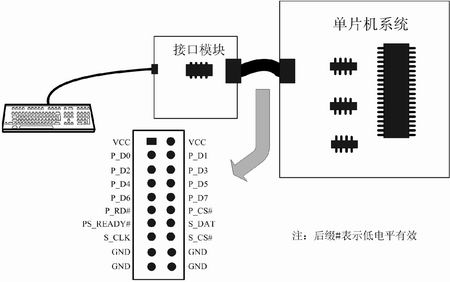 单片机系统
接口模块
VCC VCC
P_D0 P_D1
P_D2 P_D3
P_D4 P_D5
P_D6 P_D7
P_RD# P_CS#
PS_READY# S_DAT
S_CLK S_CS#
GND GND
GND GND
注：后缀#表示低电平有效